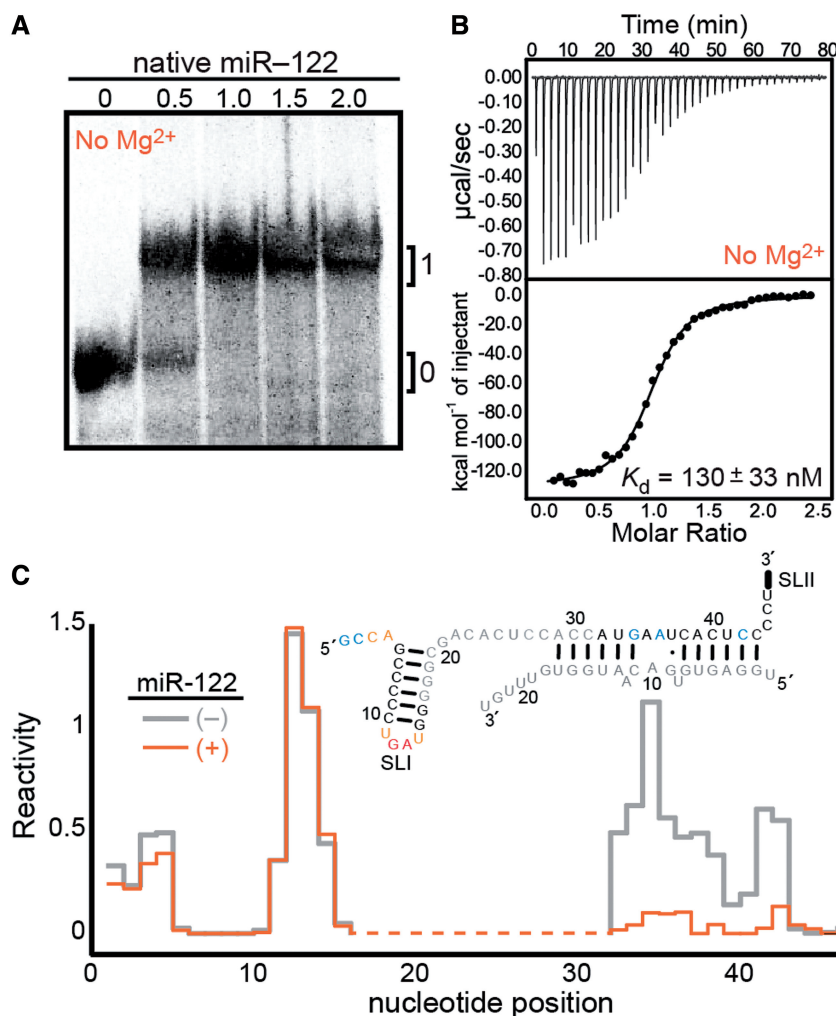 A
native miR–122
0 0.5 1.0 1.5 2.0
No Mg2+
1
0
B
Time (min)
0 10 20 30 40 50 60 70 80
0.00
-0.10
-0.20
-0.30
-0.40
-0.50
-0.60
-0.70
-0.80
µcal/sec
No Mg2+
0.0
-20.0
-40.0
-60.0
-80.0
-100.0
-120.0
kcal mol-1 of injectant
Kd = 130 ± 33 nM
0.0 0.5 1.0 1.5 2.0 2.5
Molar Ratio
C
1.5
1
0.5
0
Reactivity
miR-122
(–)
(+)
5´ GCCA
GCCCCC
10
UGAU
SLI
GGGGGC
20
GACACUCCACCAUGAAUCACUCC
30
40
CCU
3´
SLII
3´
UGUUUGUGGUAACAGUGUGAGGU
20
10
5´
0 10 20 30 40
nucleotide position